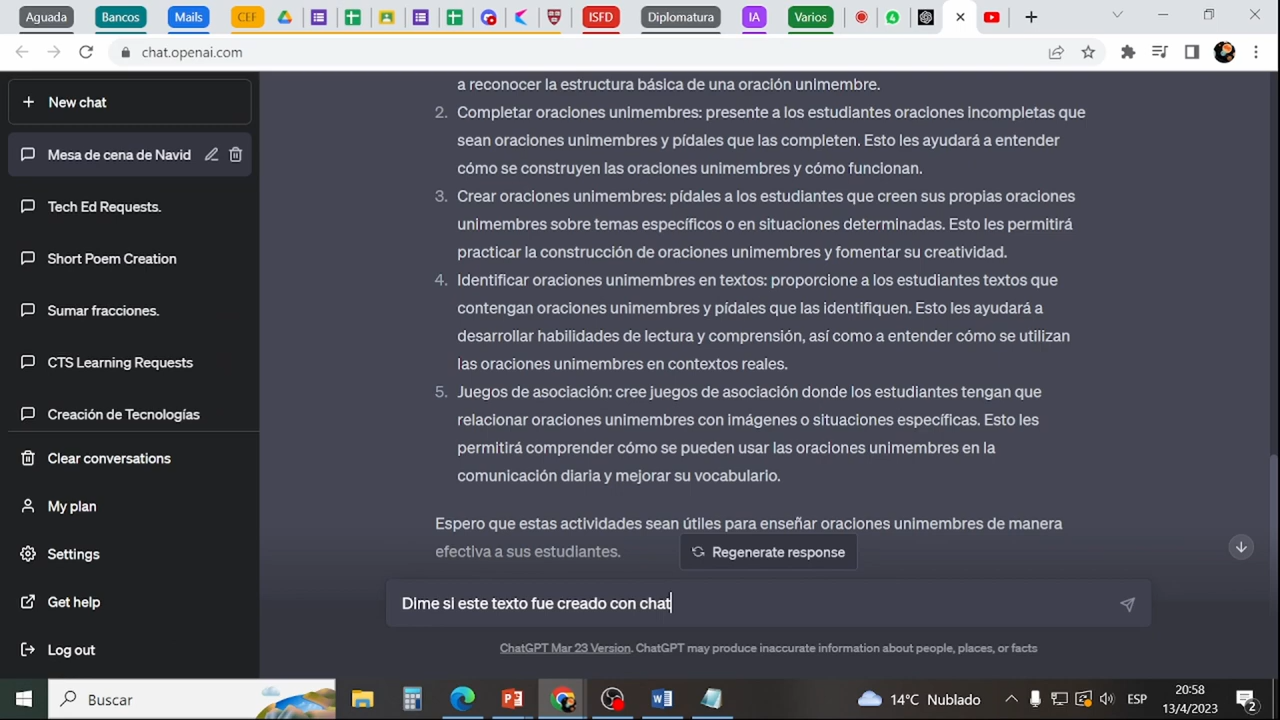 Aguada Bancos Mails CEF ISFD Diplomatura IA Varios 4
chat.openai.com
New chat
Mesa de cena de Navid
Tech Ed Requests.
Short Poem Creation
Sumar fracciones.
CTS Learning Requests
Creación de Tecnologías
Clear conversations
My plan
Settings
Get help
Log out
a reconocer la estructura básica de una oración unimembre.
2. Completar oraciones unimembres: presente a los estudiantes oraciones incompletas que
sean oraciones unimembres y pídales que las completen. Esto les ayudará a entender
cómo se construyen las oraciones unimembres y cómo funcionan.
3. Crear oraciones unimembres: pídales a los estudiantes que creen sus propias oraciones
unimembres sobre temas específicos o en situaciones determinadas. Esto les permitirá
practicar la construcción de oraciones unimembres y fomentar su creatividad.
4. Identificar oraciones unimembres en textos: proporcione a los estudiantes textos que
contengan oraciones unimembres y pídales que las identifiquen. Esto les ayudará a
desarrollar habilidades de lectura y comprensión, así como a entender cómo se utilizan
las oraciones unimembres en contextos reales.
5. Juegos de asociación: cree juegos de asociación donde los estudiantes tengan que
relacionar oraciones unimembres con imágenes o situaciones específicas. Esto les
permitirá comprender cómo se pueden usar las oraciones unimembres en la
comunicación diaria y mejorar su vocabulario.
Espero que estas actividades sean útiles para enseñar oraciones unimembres de manera
efectiva a sus estudiantes.
Regenerate response
Dime si este texto fue creado con chat
ChatGPT Mar 23 Version. ChatGPT may produce inaccurate information about people, places, or facts
Buscar
14°C Nublado
ESP
20:58
13/4/2023
2